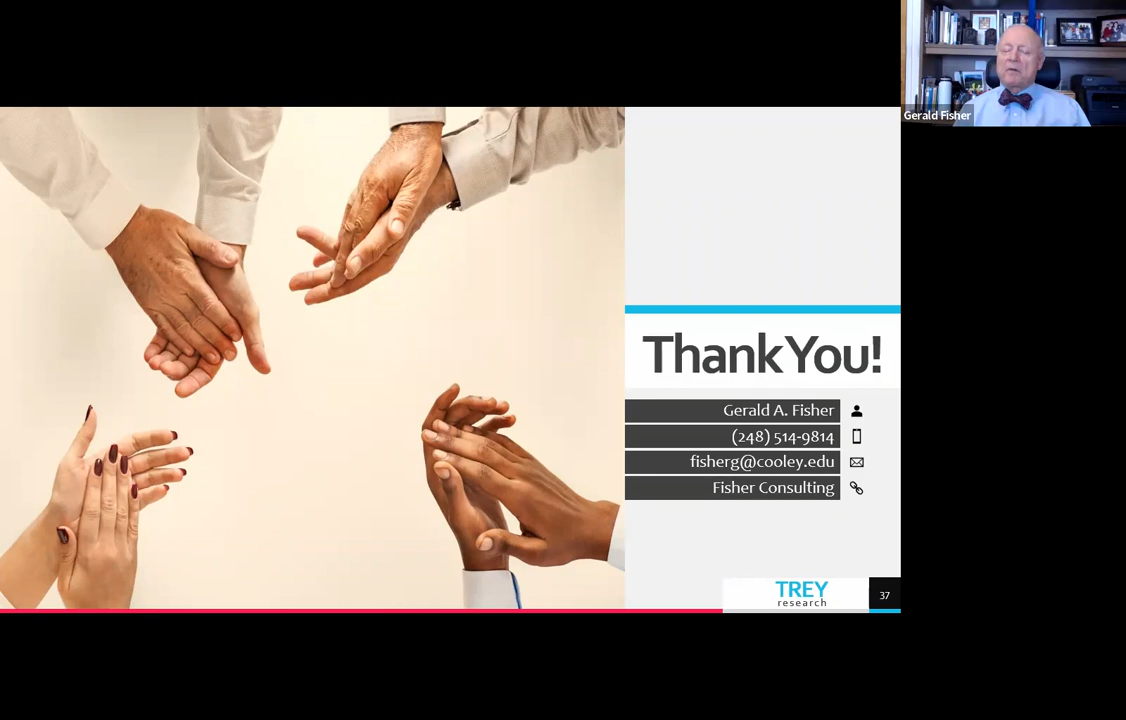 Gerald Fisher
Thank You!
Gerald A. Fisher
(248) 514-9814
fisherg@cooley.edu
Fisher Consulting
TREY
research
37